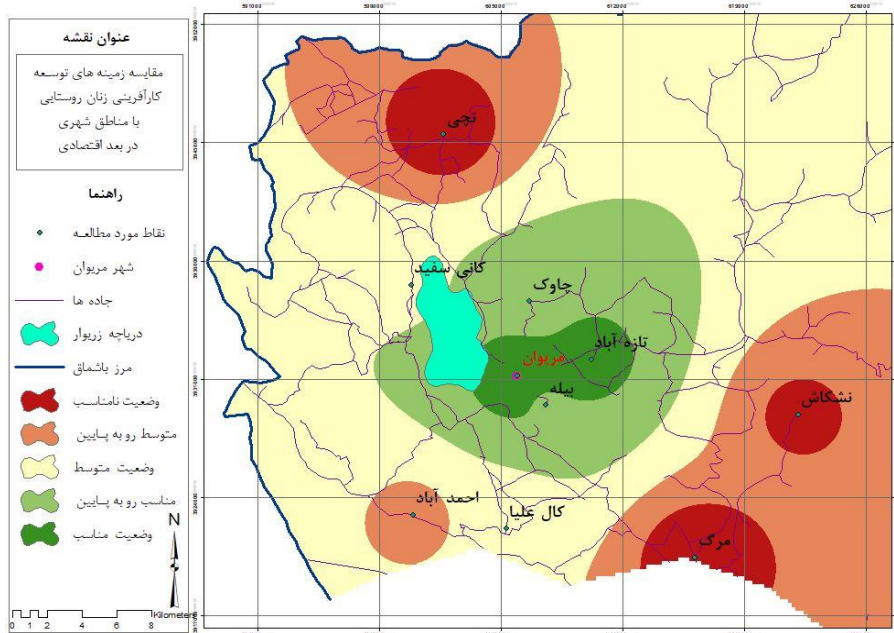 عنوان نقشه
مقایسه زمینه های توسعه
کارآفرینی زنان روستایی
با مناطق شهری
در بعد اقتصادی
راهنما
نقاط مورد مطالعه
شهر مریوان
جاده ها
دریاچه زریوار
مرز باشماق
وضعیت نامناسب
متوسط رو به پایین
وضعیت متوسط
مناسب رو به پایین
وضعیت مناسب
N
Kilometers
0 1 2 4 6 8
نچی
کانی سفید
چاوک
تازه آباد
مریوان
بیله
نشکاش
احمد آباد
کال علیا
مرگ